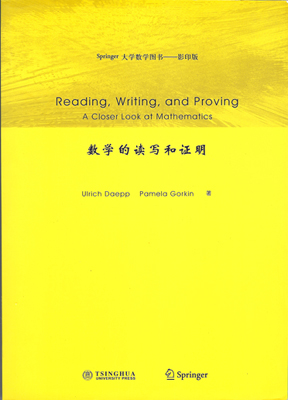 Springer 大学数学图书——影印版
Reading, Writing, and Proving
A Closer Look at Mathematics
数学的读写和证明
Ulrich Daepp Pamela Gorkin 著
TSINGHUA
UNIVERSITY PRESS
Springer